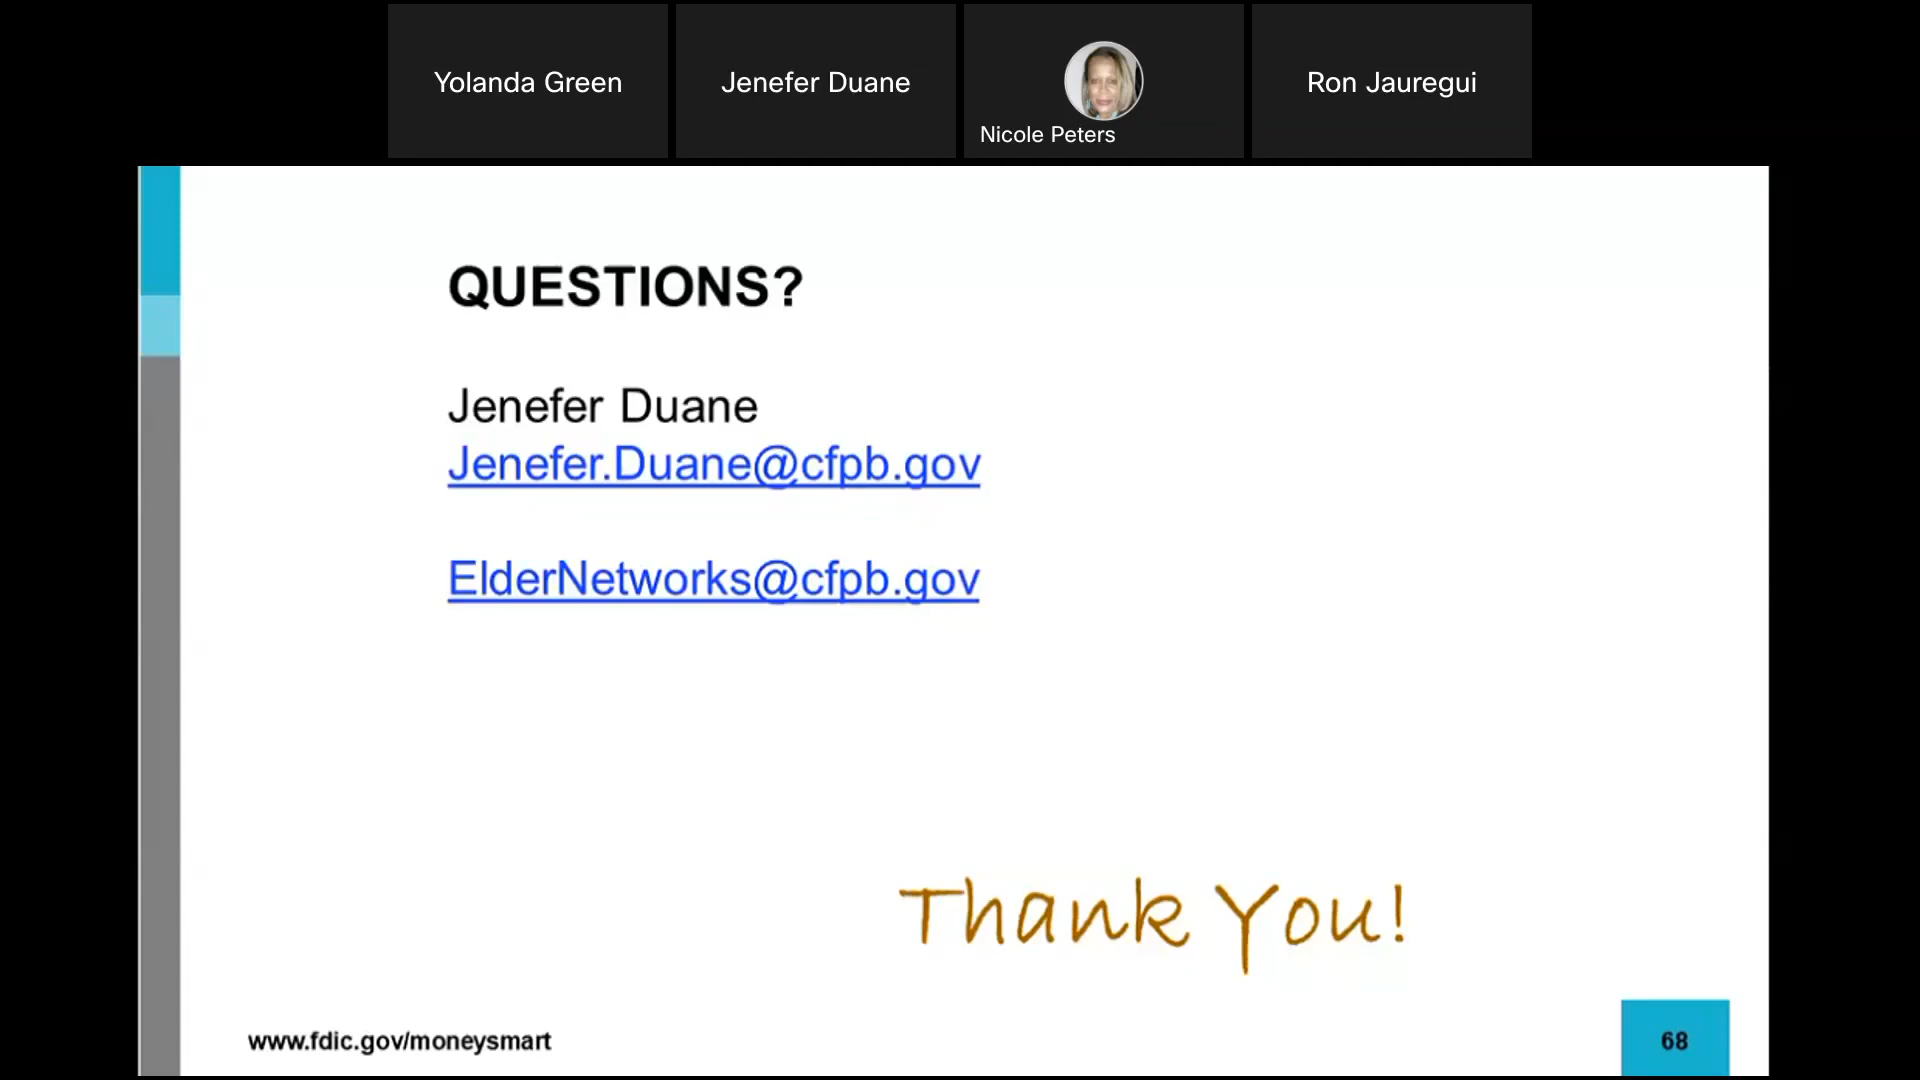 Yolanda Green
Jenefer Duane
Nicole Peters
Ron Jauregui
QUESTIONS?
Jenefer Duane
Jenefer.Duane@cfpb.gov
ElderNetworks@cfpb.gov
Thank You!
www.fdic.gov/moneysmart
68